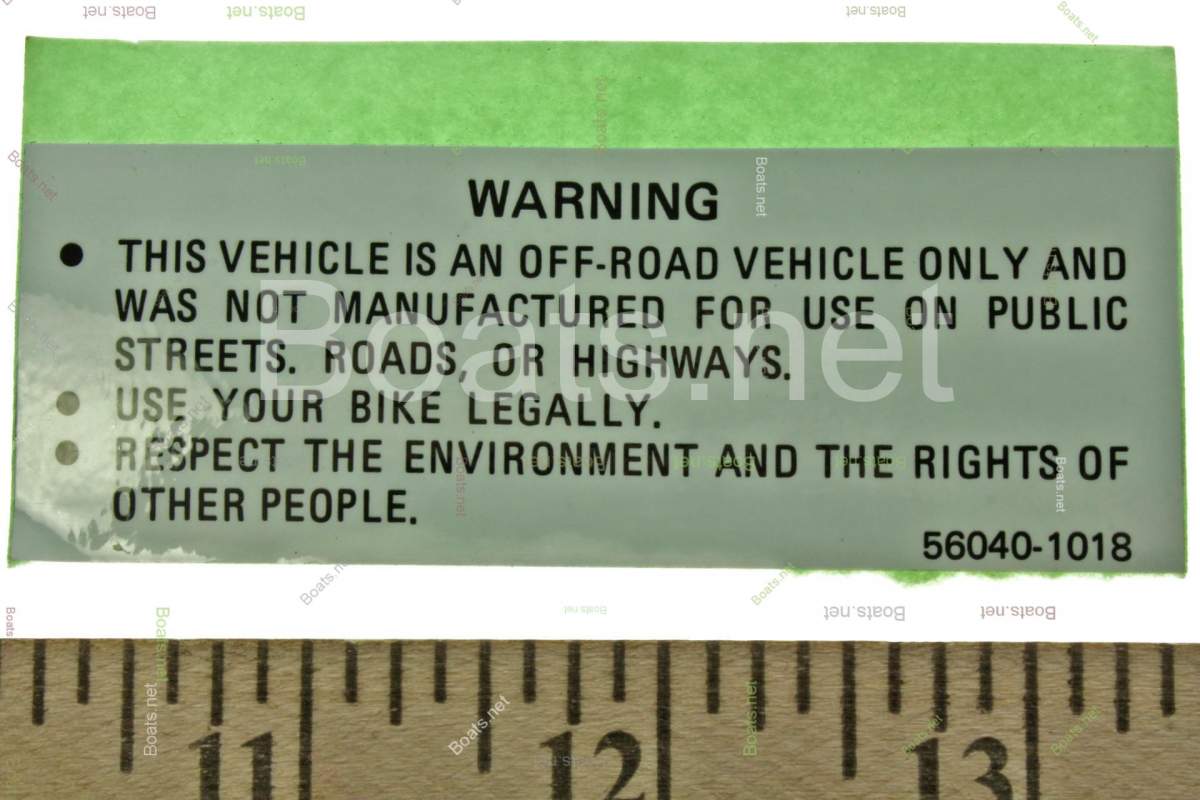 WARNING
● THIS VEHICLE IS AN OFF-ROAD VEHICLE ONLY AND
WAS NOT MANUFACTURED FOR USE ON PUBLIC
STREETS. ROADS, OR HIGHWAYS.
● USE YOUR BIKE LEGALLY.
● RESPECT THE ENVIRONMENT AND THE RIGHTS OF
OTHER PEOPLE.
56040-1018
Boats.net
11 12 13